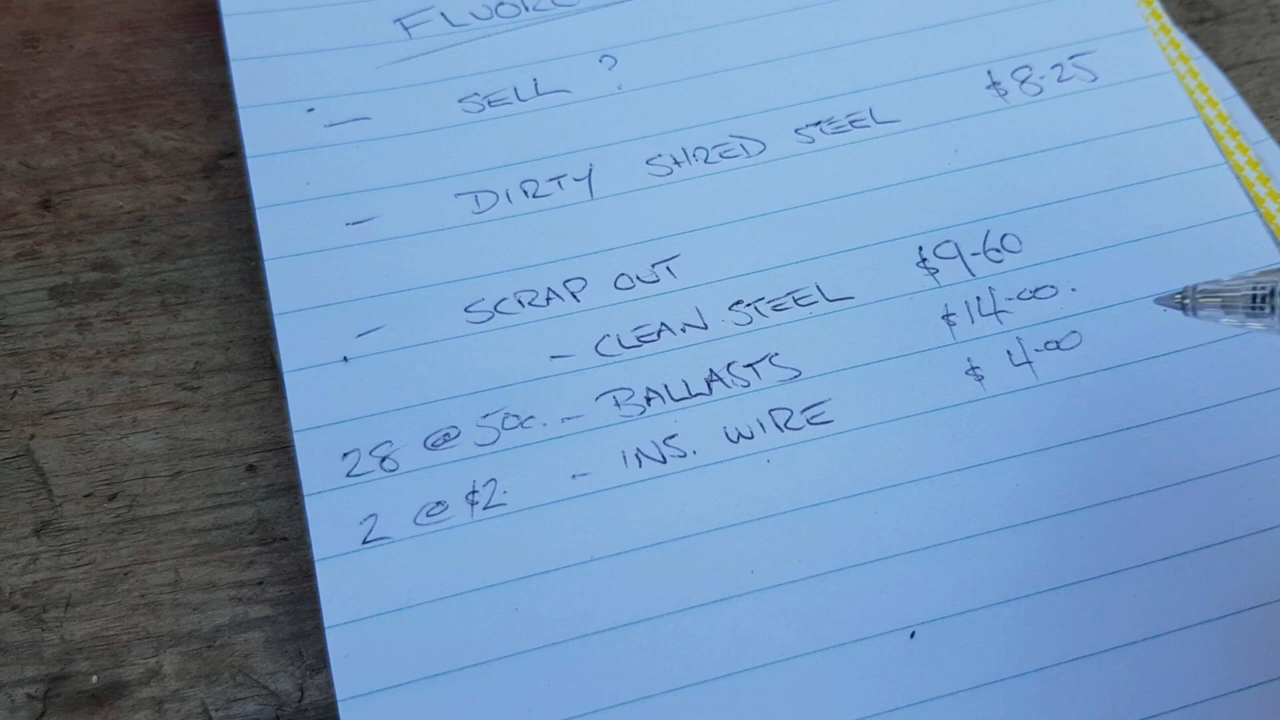 - SELL ?
- DIRTY SHRED STEEL $8-25
- SCRAP OUT
- CLEAN STEEL $9-60
28 @ 50c. - BALLASTS $14-00.
2 @ $2. - INS. WIRE $4-00